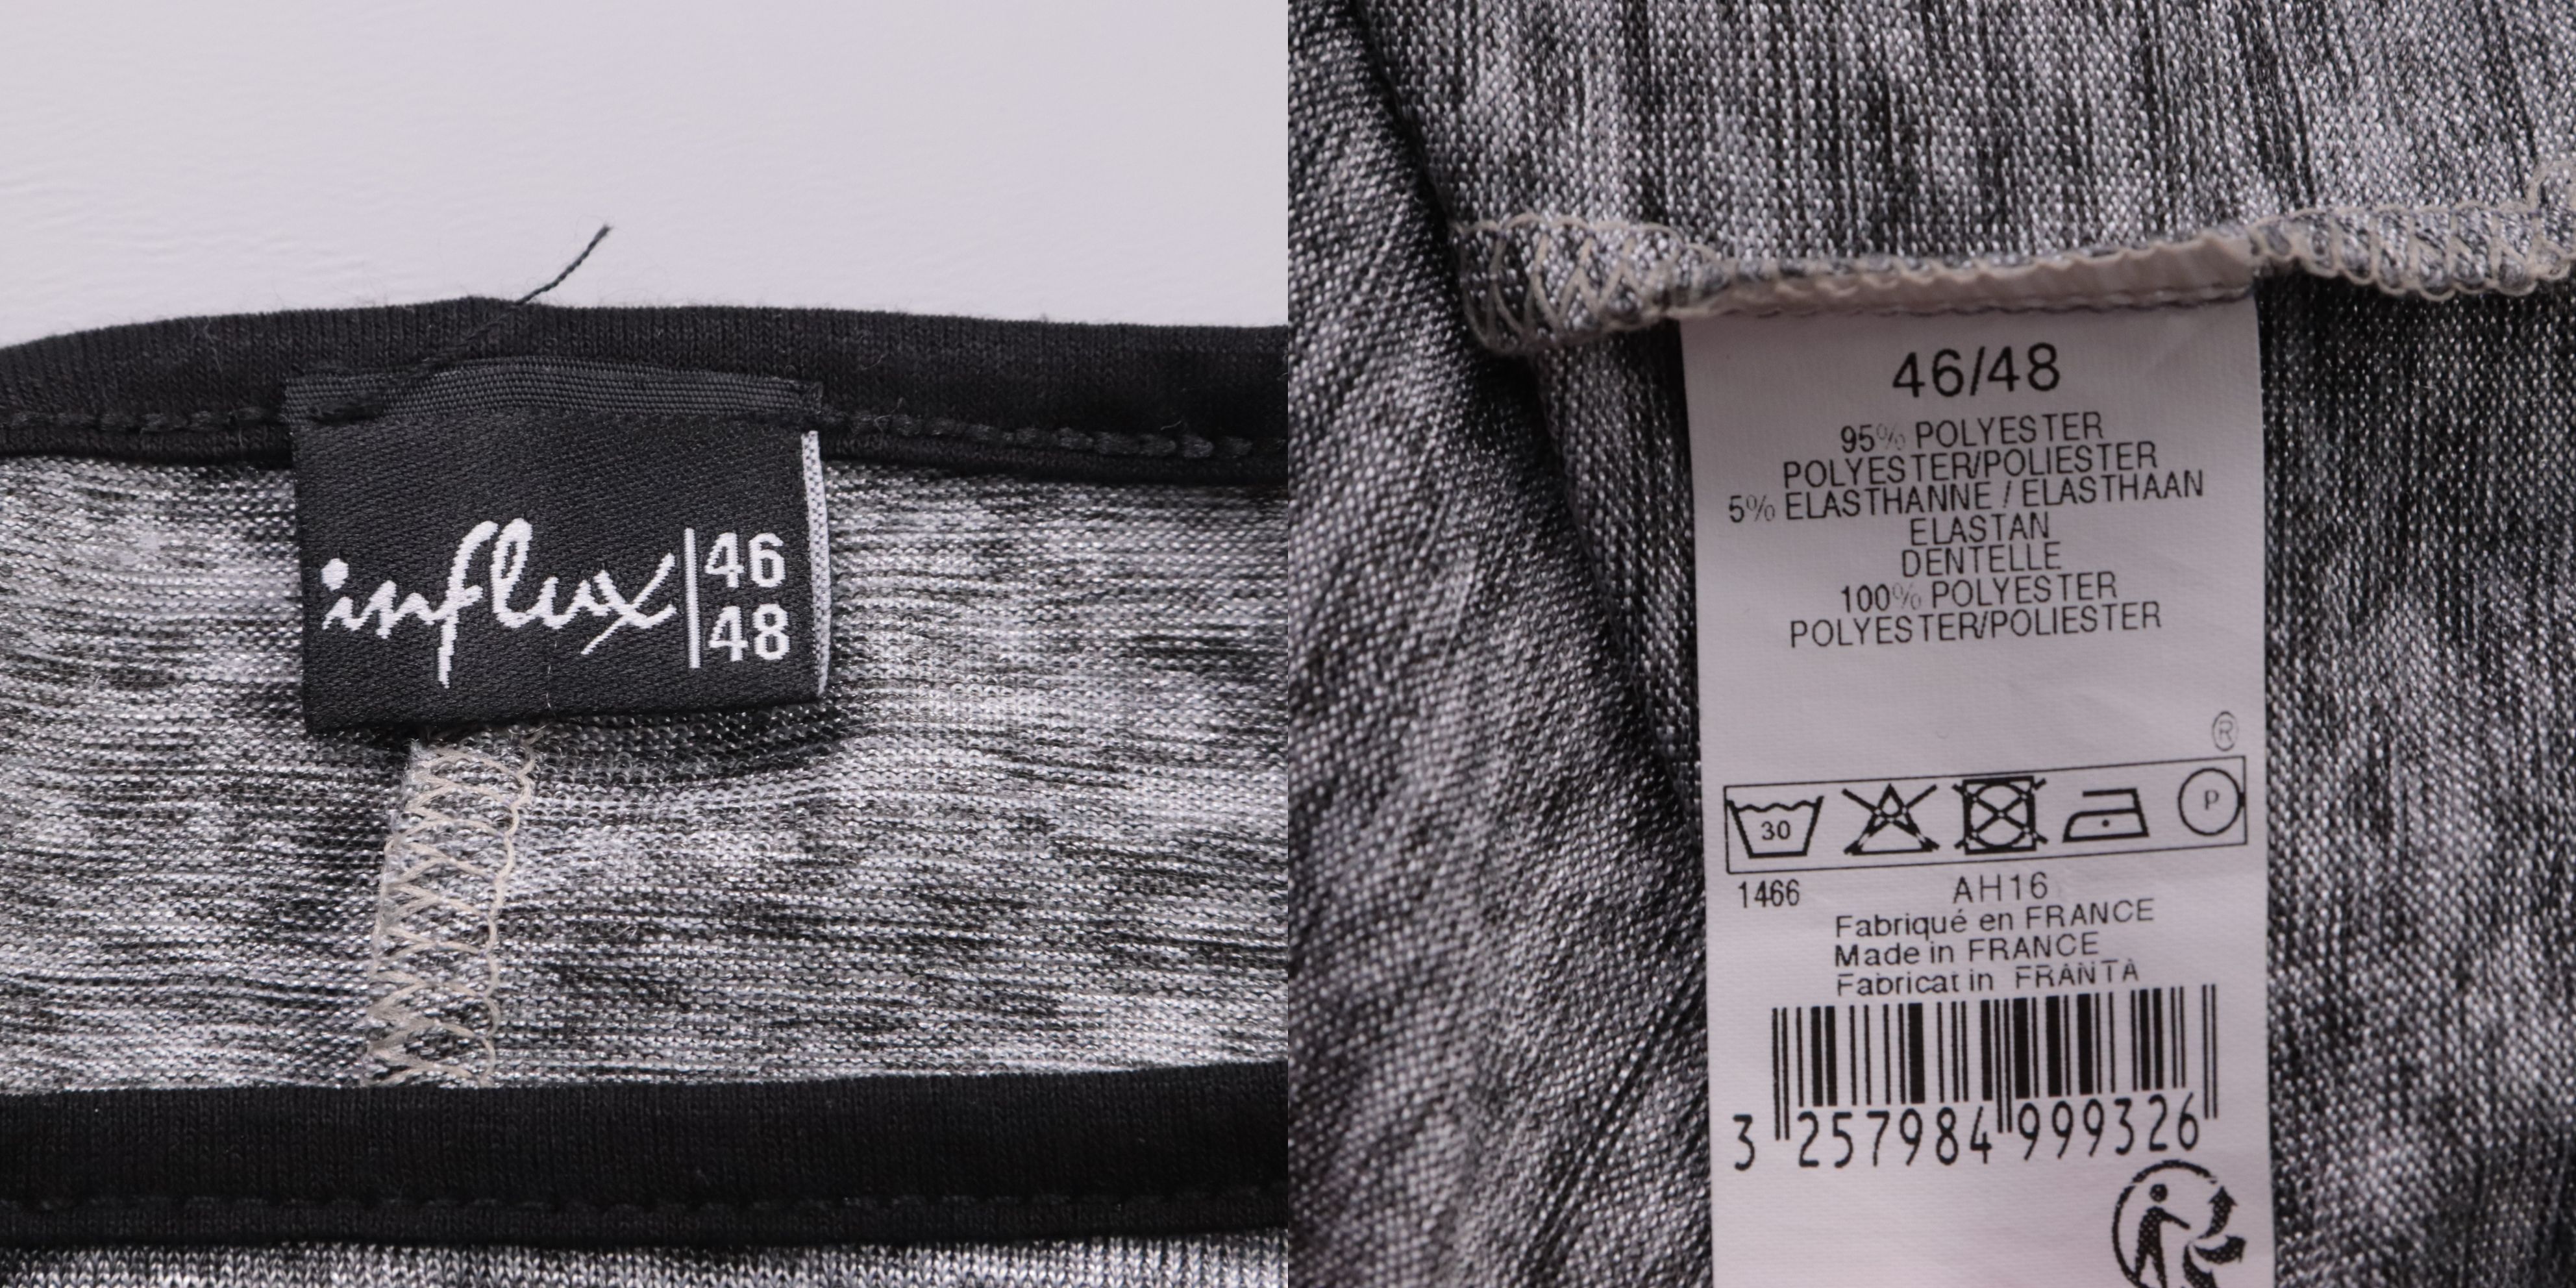 influx
46
48
46/48
95% POLYESTER
POLYESTER/POLIESTER
5% ELASTHANNE / ELASTHAAN
ELASTAN
DENTELLE
100% POLYESTER
POLYESTER/POLIESTER
®
30
P
1466 AH16
Fabriqué en FRANCE
Made in FRANCE
Fabricat in FRANTA
3 257984 999326